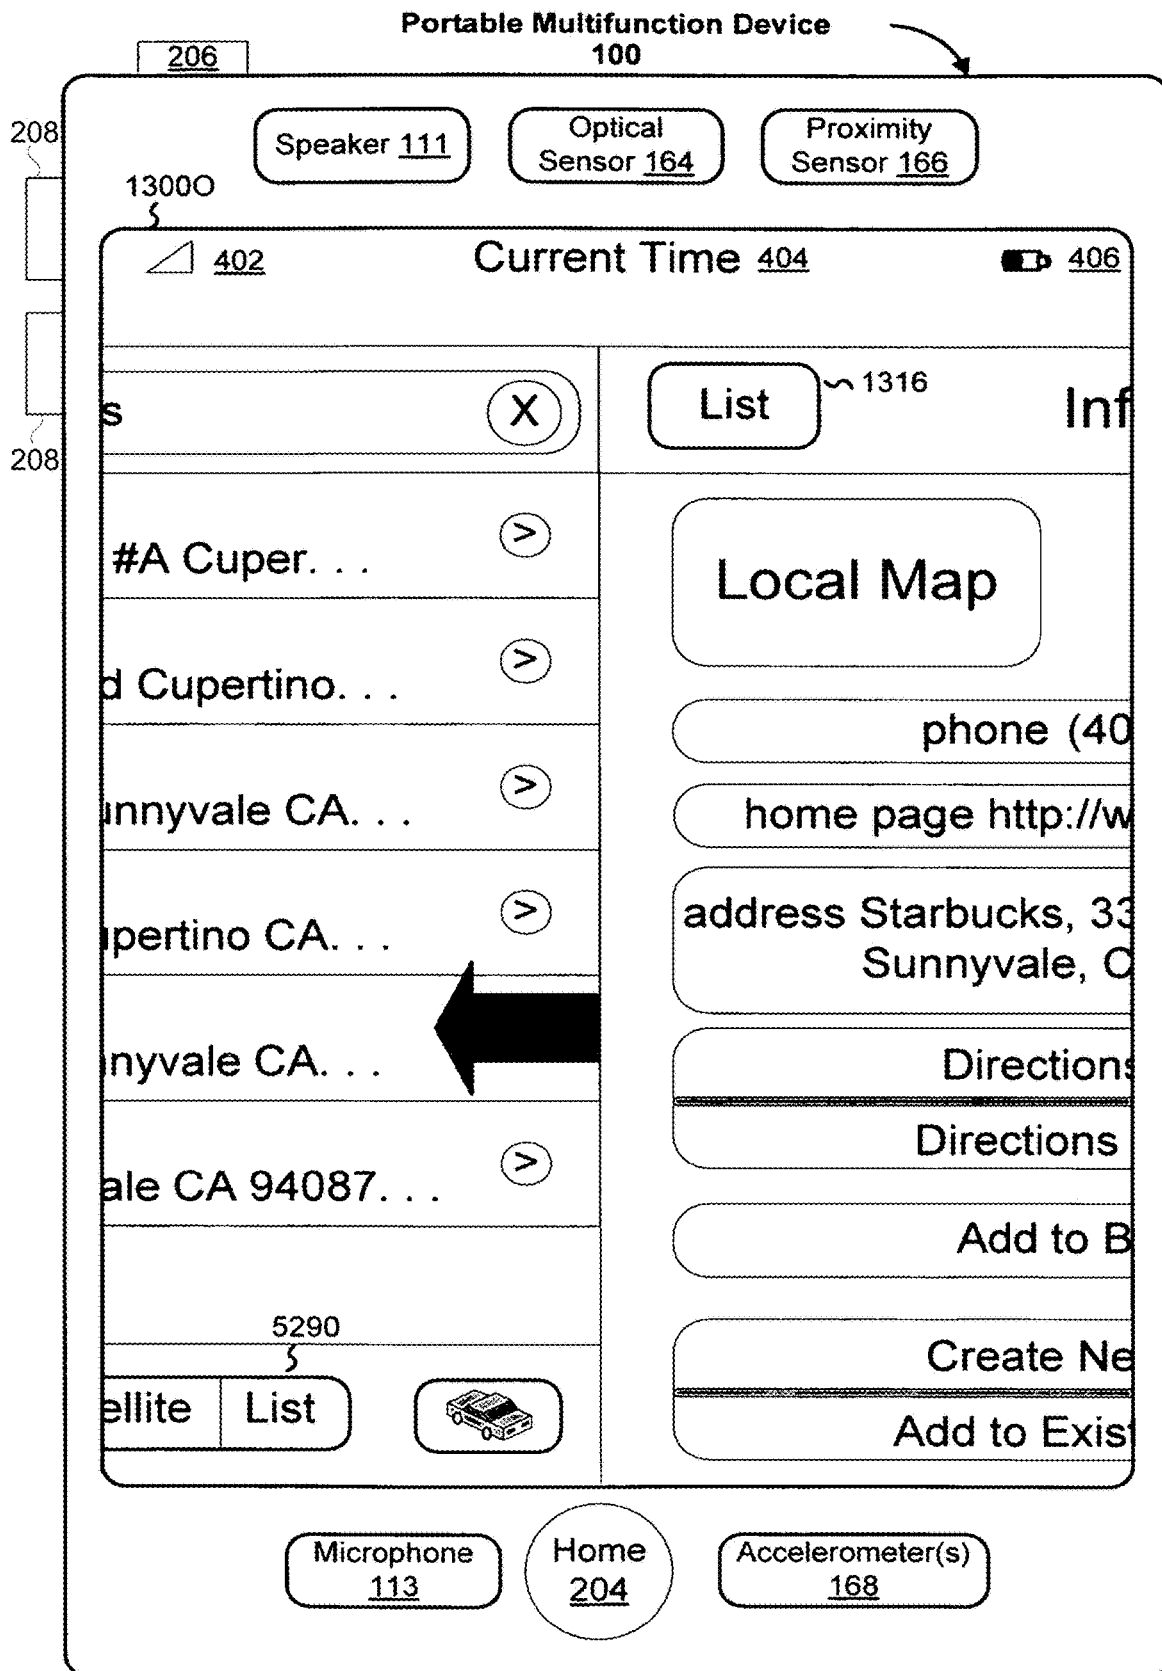 Portable Multifunction Device
100
206
208
208
Speaker 111
Optical
Sensor 164
Proximity
Sensor 166
1300O
402
Current Time 404
406
s
X
List
1316
Inf
#A Cuper. . .
>
Local Map
d Cupertino. . .
>
phone (40
unnyvale CA. . .
>
home page http://w
upertino CA. . .
>
address Starbucks, 33
Sunnyvale, C
nnyvale CA. . .
Directions
Directions
ale CA 94087. . .
>
Add to B
5290
ellite
List
Create Ne
Add to Exis
Microphone
113
Home
204
Accelerometer(s)
168